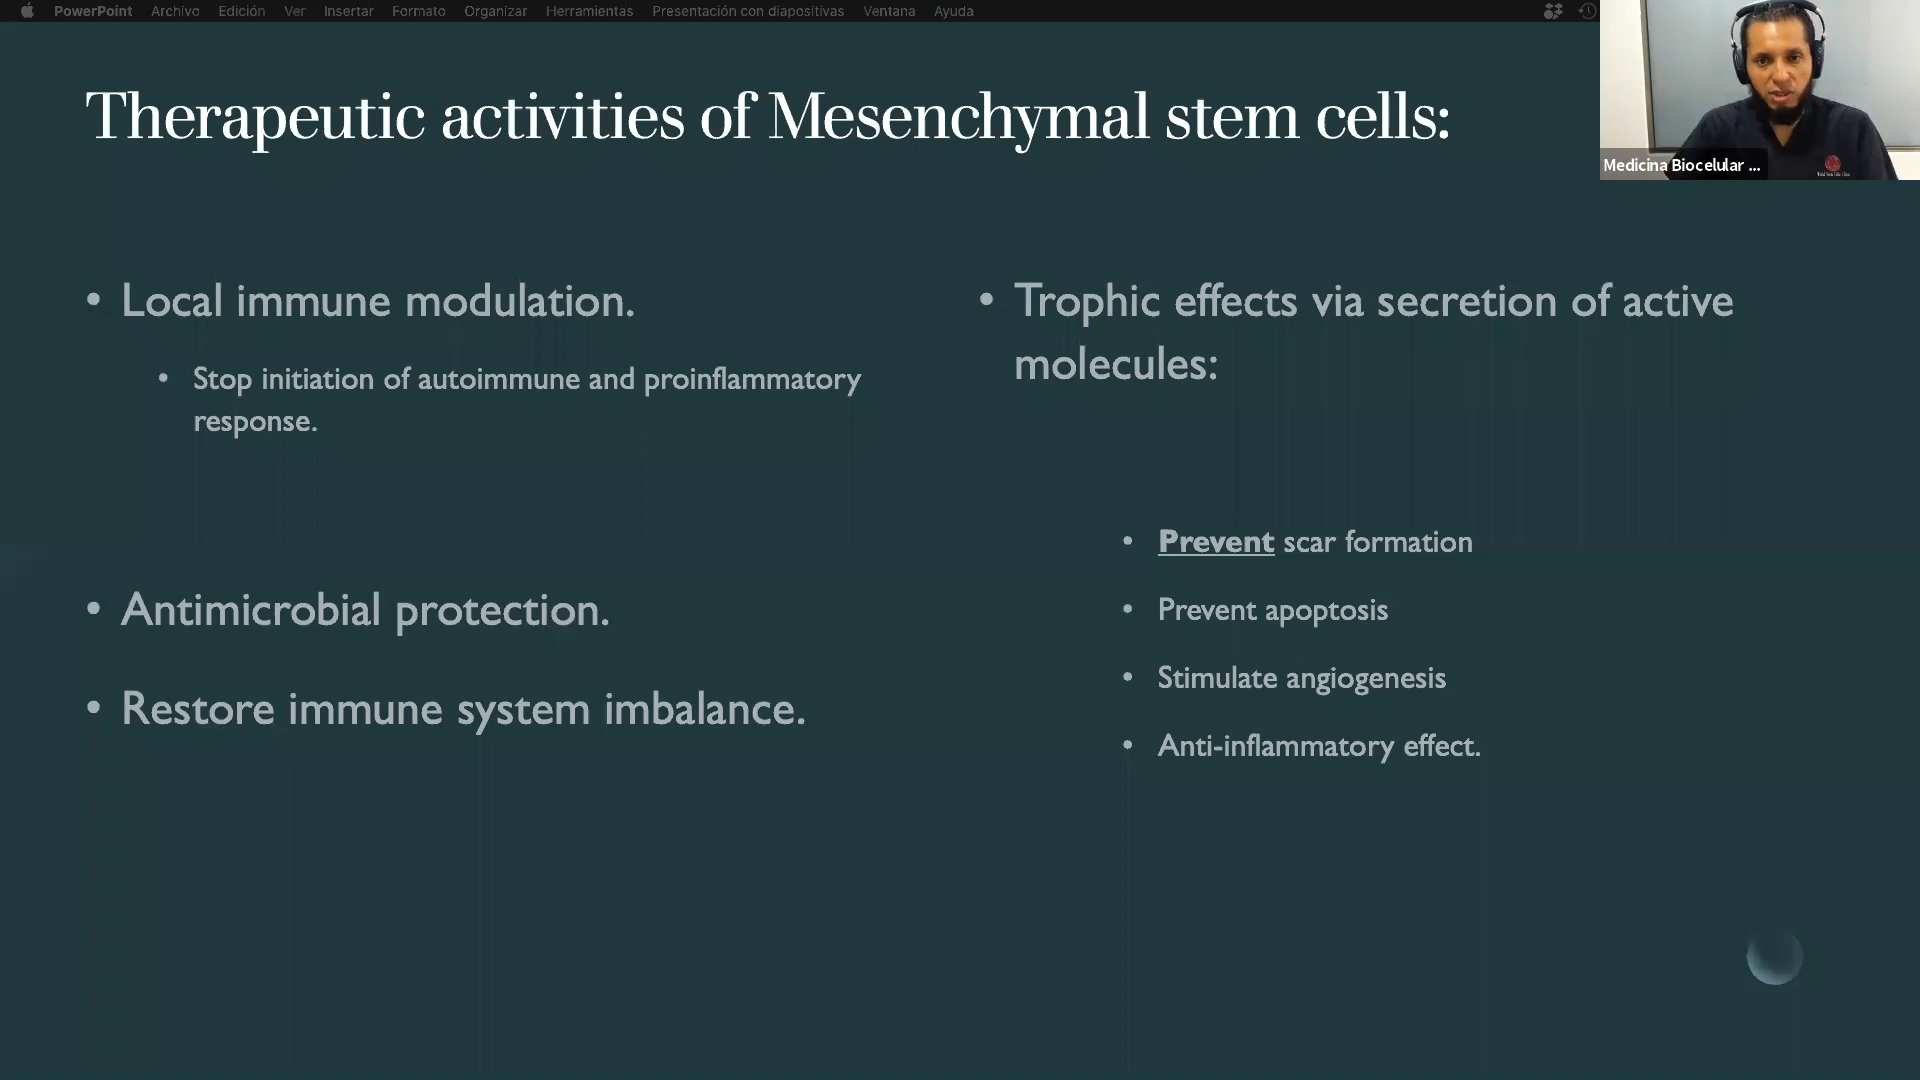 PowerPoint Archivo Edición Ver Insertar Formato Organizar Herramientas Presentación con diapositivas Ventana Ayuda
Therapeutic activities of Mesenchymal stem cells:
Medicina Biocelular ...
• Local immune modulation.
• Stop initiation of autoimmune and proinflammatory
response.
• Antimicrobial protection.
• Restore immune system imbalance.
• Trophic effects via secretion of active
molecules:
• Prevent scar formation
• Prevent apoptosis
• Stimulate angiogenesis
• Anti-inflammatory effect.